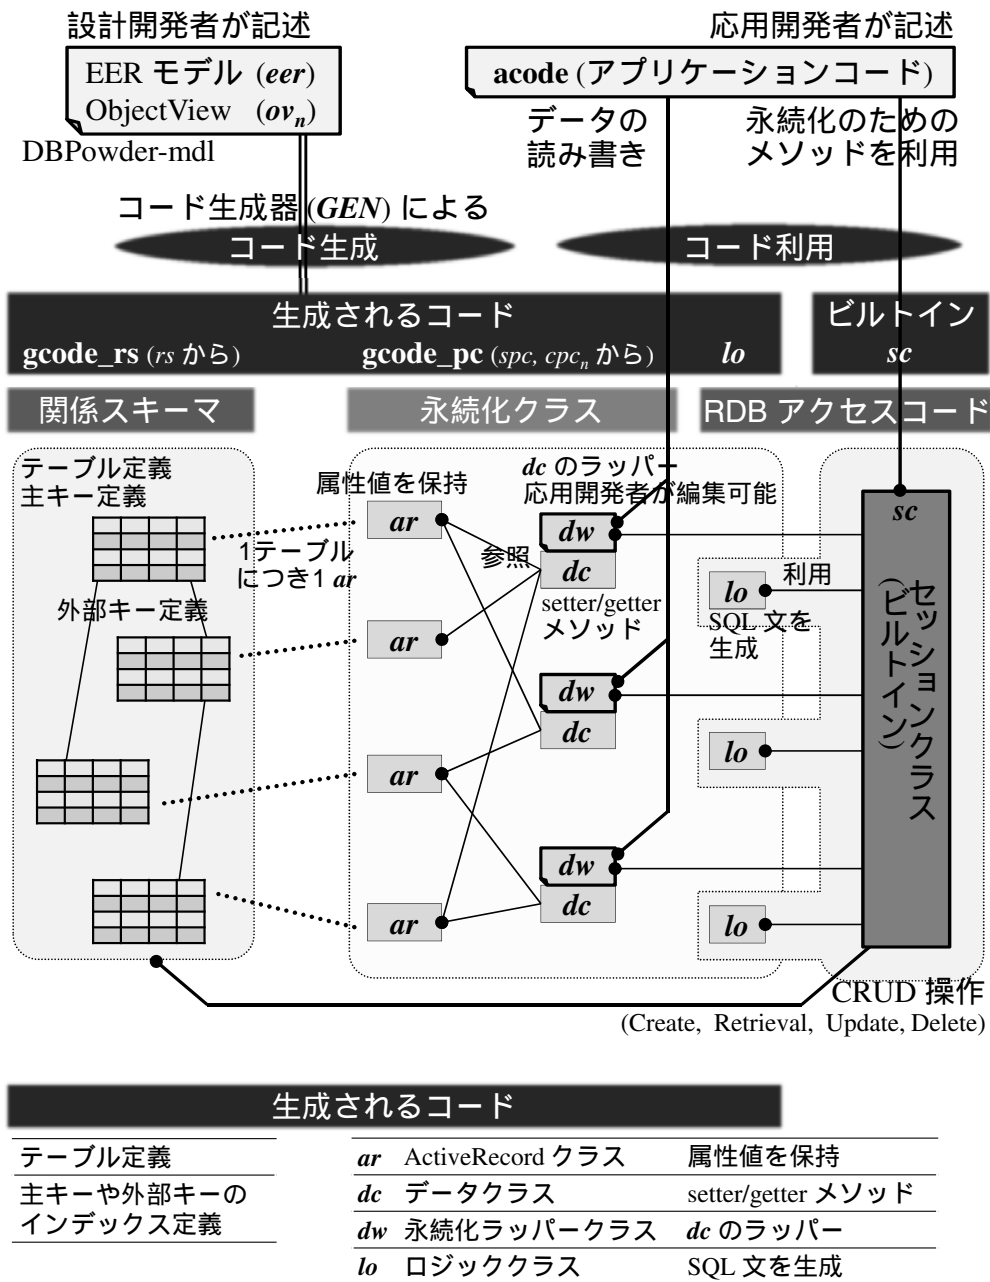 設計開発者が記述
応用開発者が記述
EER モデル (eer)
ObjectView (ovn)
acode (アプリケーションコード)
DBPowder-mdl
データの
読み書き
永続化のための
メソッドを利用
コード生成器 (GEN) による
コード生成
コード利用
生成されるコード
ビルトイン
gcode_rs (rs から)
gcode_pc (spc, cpcn から)
lo
sc
関係スキーマ
永続化クラス
RDB アクセスコード
テーブル定義
主キー定義
属性値を保持
dc のラッパー
応用開発者が編集可能
ar
dw
sc
1テーブル
につき1 ar
参照
dc
利用
lo
外部キー定義
setter/getter
メソッド
SQL 文を
生成
セッションクラス
(ビルトイン)
ar
dw
dc
lo
ar
dw
dc
ar
lo
CRUD 操作
(Create, Retrieval, Update, Delete)
生成されるコード
テーブル定義
主キーや外部キーの
インデックス定義
ar ActiveRecord クラス 属性値を保持
dc データクラス setter/getter メソッド
dw 永続化ラッパークラス dc のラッパー
lo ロジッククラス SQL 文を生成